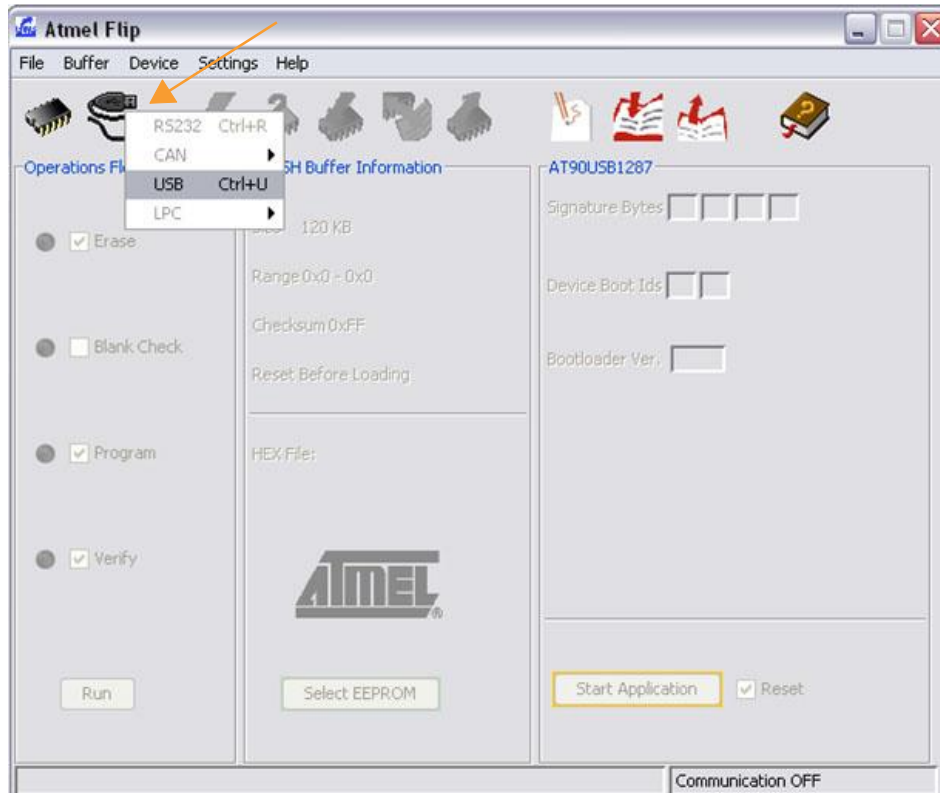 Atmel Flip
File Buffer Device Settings Help
RS232 Ctrl+R
CAN
USB Ctrl+U
LPC
Operations Fl
SH Buffer Information
AT90USB1287
Erase
Blank Check
Program
Verify
Run
120 KB
Range 0x0 - 0x0
Checksum 0xFF
Reset Before Loading
HEX File:
ATMEL®
Select EEPROM
Signature Bytes
Device Boot Ids
Bootloader Ver.
Start Application
Reset
Communication OFF